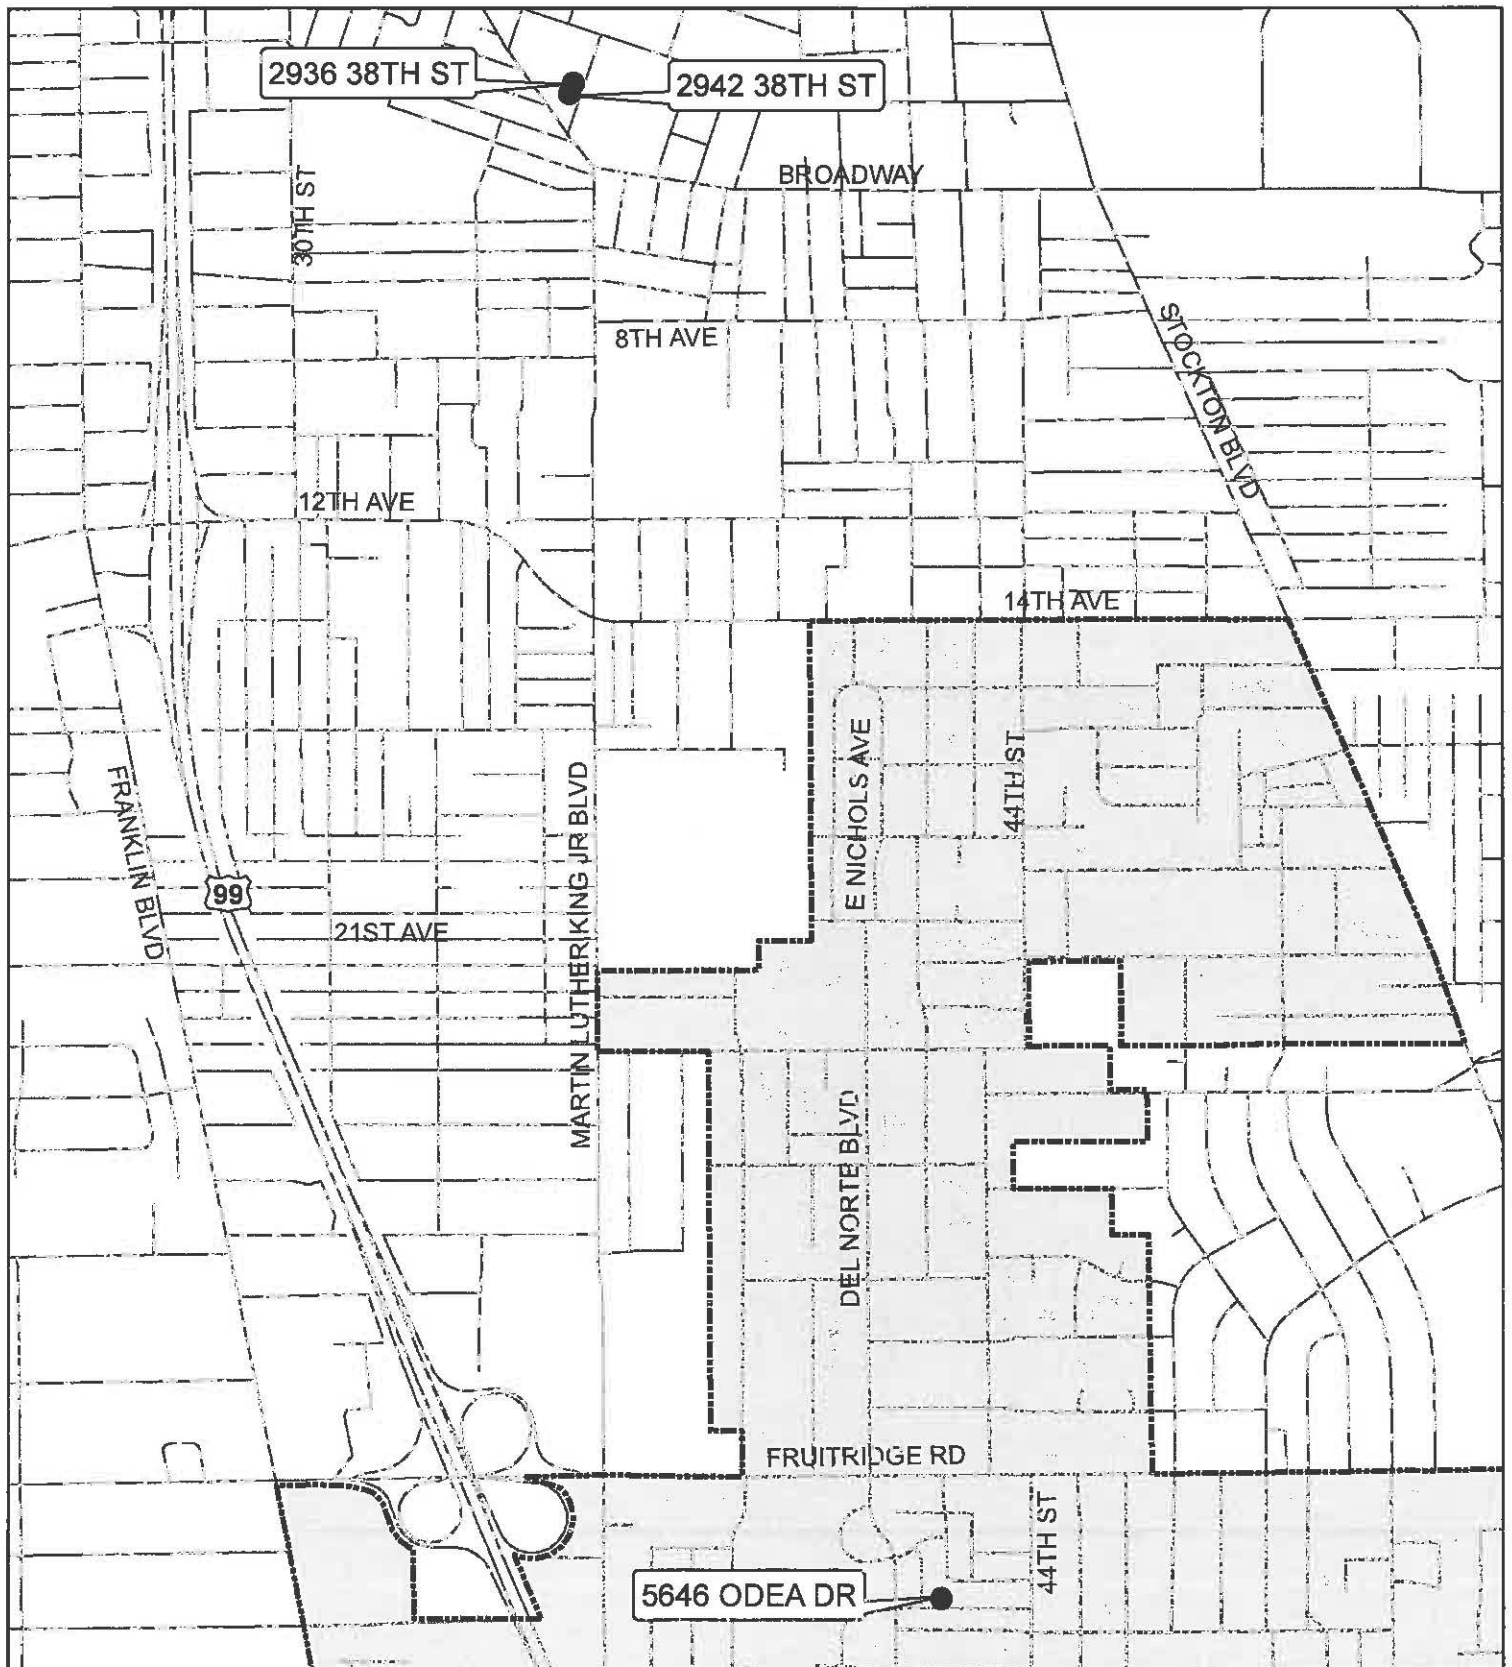 2936 38TH ST
2942 38TH ST
BROADWAY
30TH ST
STOCKTON BLVD
8TH AVE
12TH AVE
14TH AVE
E NICHOLS AVE
44TH ST
FRANKLIN BLVD
MARTIN LUTHER KING JR BLVD
99
21ST AVE
DEL NORTE BLVD
FRUITRIDGE RD
44TH ST
5646 ODEA DR